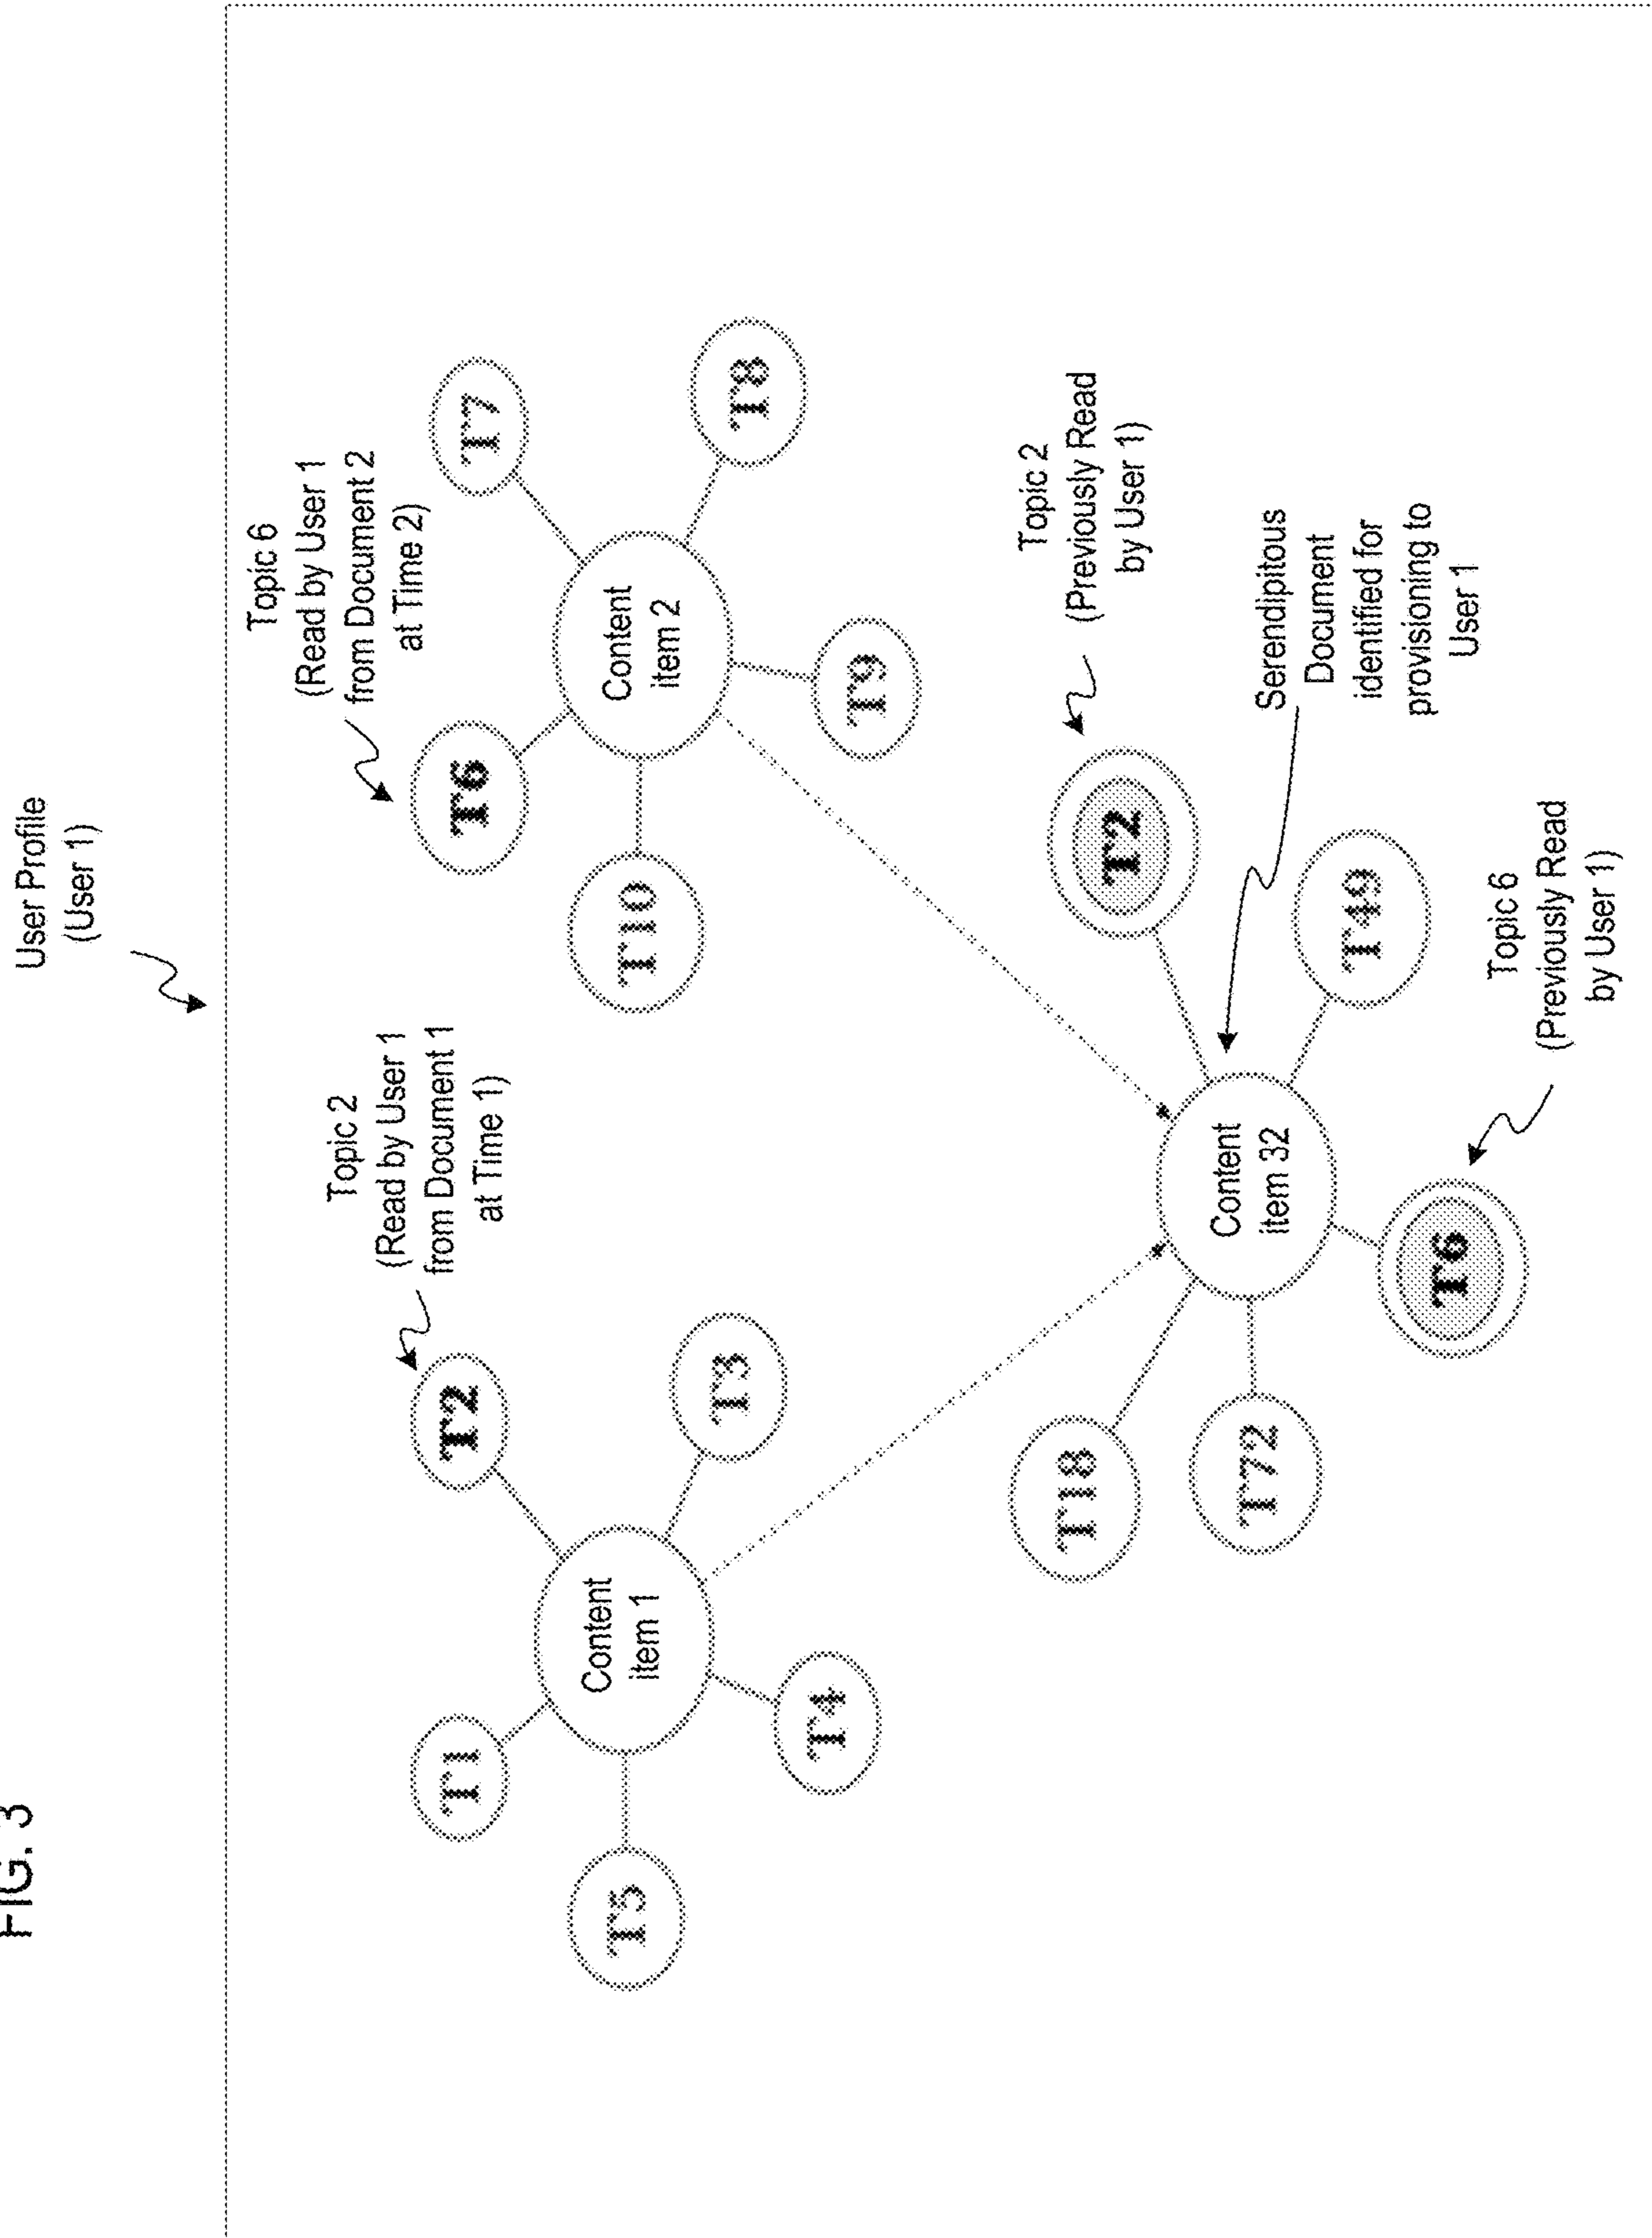 FIG. 3
User Profile
(User 1)
Topic 2
(Read by User 1
from Document 1
at Time 1)
Topic 6
(Read by User 1
from Document 2
at Time 2)
T1
T2
T3
T4
T5
Content
item 1
T6
T7
T8
T9
T10
Content
item 2
Topic 2
(Previously Read
by User 1)
T18
T2
T72
T49
T6
Content
item 32
Serendipitous
Document
identified for
provisioning to
User 1
Topic 6
(Previously Read
by User 1)